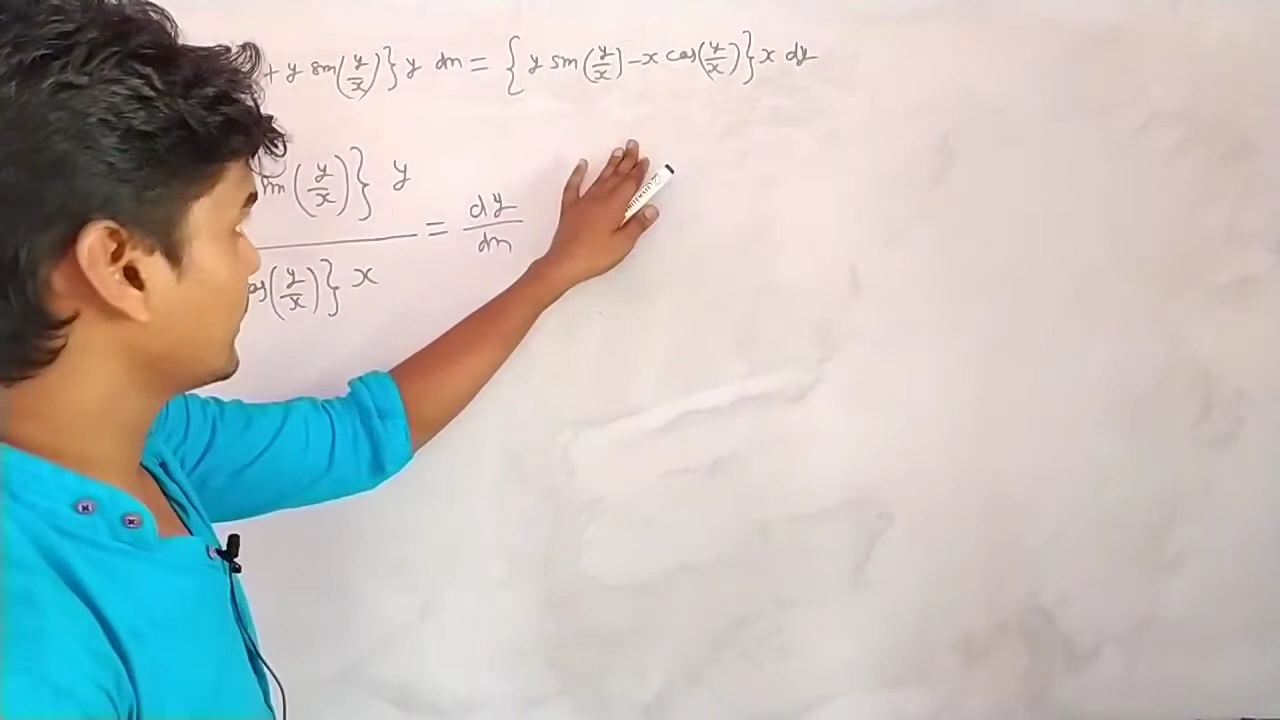 + y sin(y/x)} y dx = {y sin(y/x) - x cos(y/x)} x dy
sin(y/x)} y
= dy/dx
cos(y/x)} x